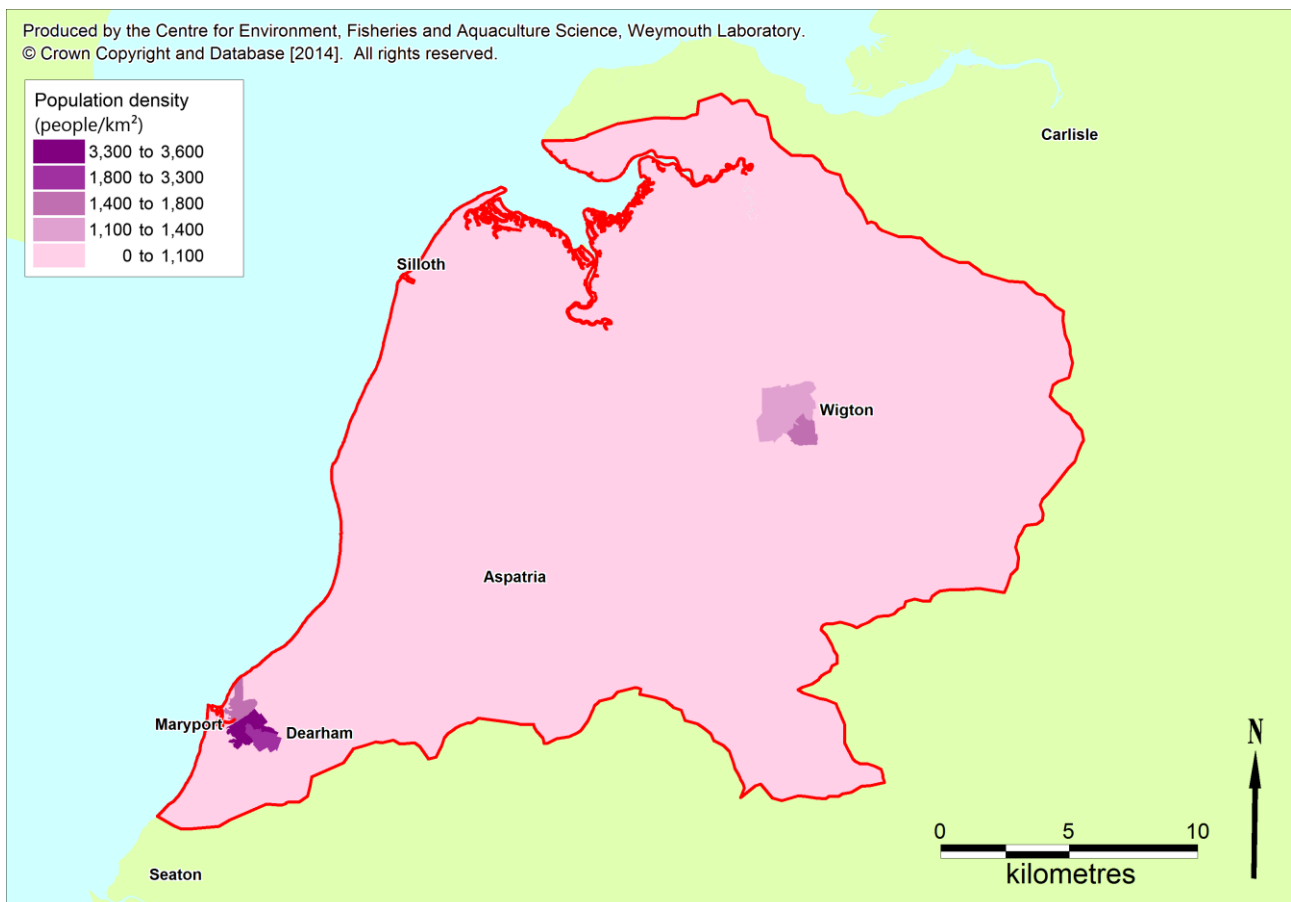 Produced by the Centre for Environment, Fisheries and Aquaculture Science, Weymouth Laboratory.
© Crown Copyright and Database [2014]. All rights reserved.
Population density
(people/km²)
3,300 to 3,600
1,800 to 3,300
1,400 to 1,800
1,100 to 1,400
0 to 1,100
Carlisle
Silloth
Wigton
Aspatria
Maryport
Dearham
Seaton
N
0 5 10
kilometres